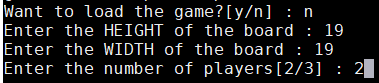 Want to load the game?[y/n] : n
Enter the HEIGHT of the board : 19
Enter the WIDTH of the board : 19
Enter the number of players[2/3] : 2